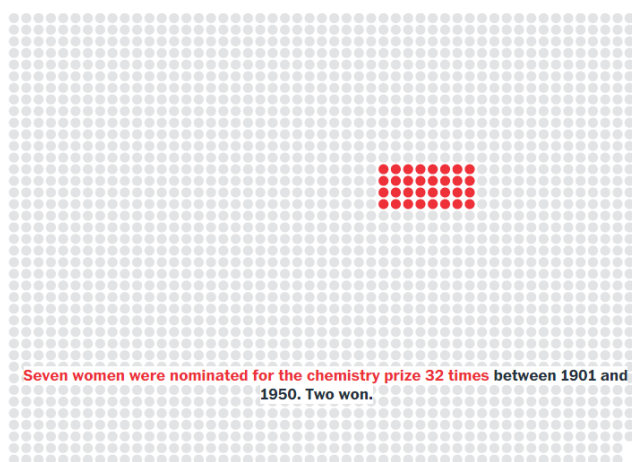 Seven women were nominated for the chemistry prize 32 times between 1901 and
1950. Two won.